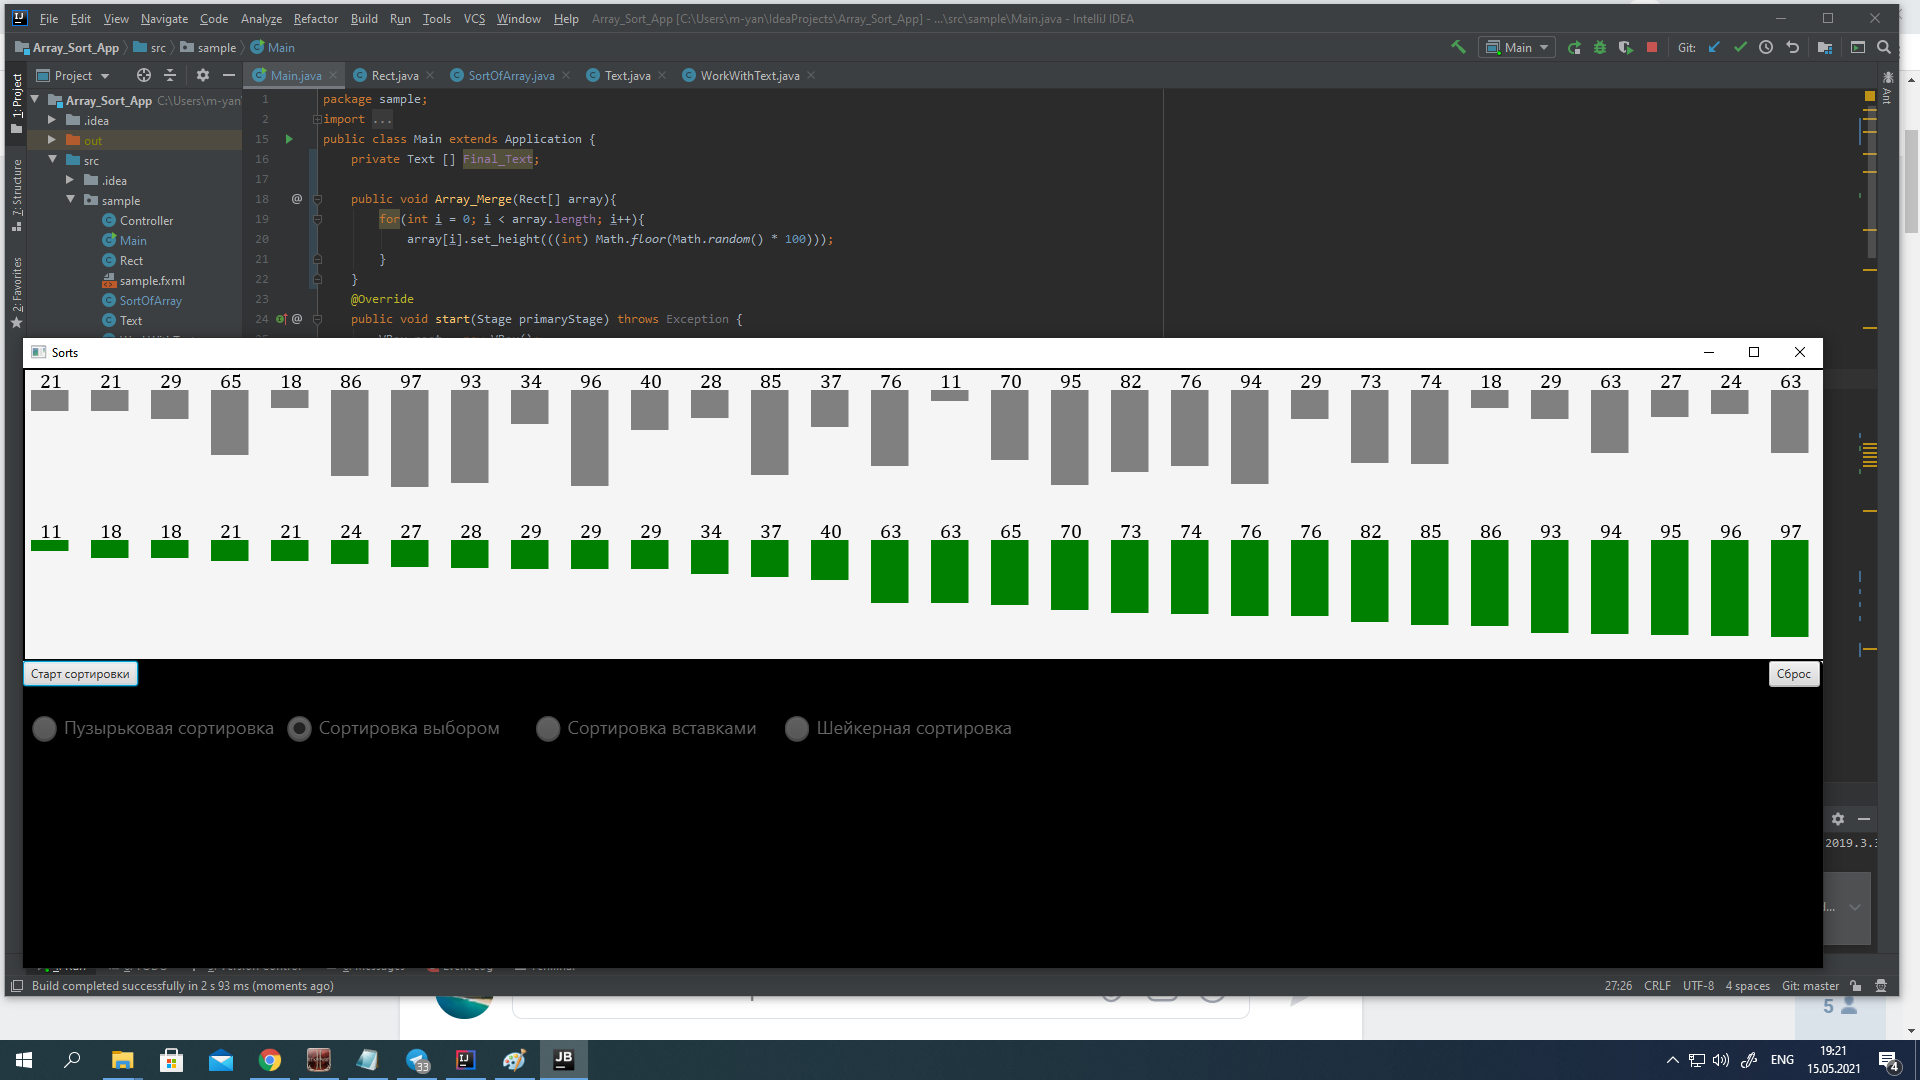 File Edit View Navigate Code Analyze Refactor Build Run Tools VCS Window Help Array_Sort_App [C:\Users\m-yan\IdeaProjects\Array_Sort_App] - ...\src\sample\Main.java - IntelliJ IDEA
Array_Sort_App src sample Main
Main Git:
Project
Main.java Rect.java SortOfArray.java Text.java WorkWithText.java
1: Project
7: Structure
2: Favorites
Ant
Array_Sort_App C:\Users\m-yan\
.idea
out
src
.idea
sample
Controller
Main
Rect
sample.fxml
SortOfArray
Text
1 package sample;
2 import ...
15 public class Main extends Application {
16 private Text [] Final_Text;
17
18 @ public void Array_Merge(Rect[] array){
19 for(int i = 0; i < array.length; i++){
20 array[i].set_height(((int) Math.floor(Math.random() * 100)));
21 }
22 }
23 @Override
24 @ public void start(Stage primaryStage) throws Exception {
Sorts
21 21 29 65 18 86 97 93 34 96 40 28 85 37 76 11 70 95 82 76 94 29 73 74 18 29 63 27 24 63
11 18 18 21 21 24 27 28 29 29 29 34 37 40 63 63 65 70 73 74 76 76 82 85 86 93 94 95 96 97
Старт сортировки Сброс
Пузырьковая сортировка Сортировка выбором Сортировка вставками Шейкерная сортировка
2019.3.3
Build completed successfully in 2 s 93 ms (moments ago) 27:26 CRLF UTF-8 4 spaces Git: master
5
33 IJ JB ENG 19:21
15.05.2021 4